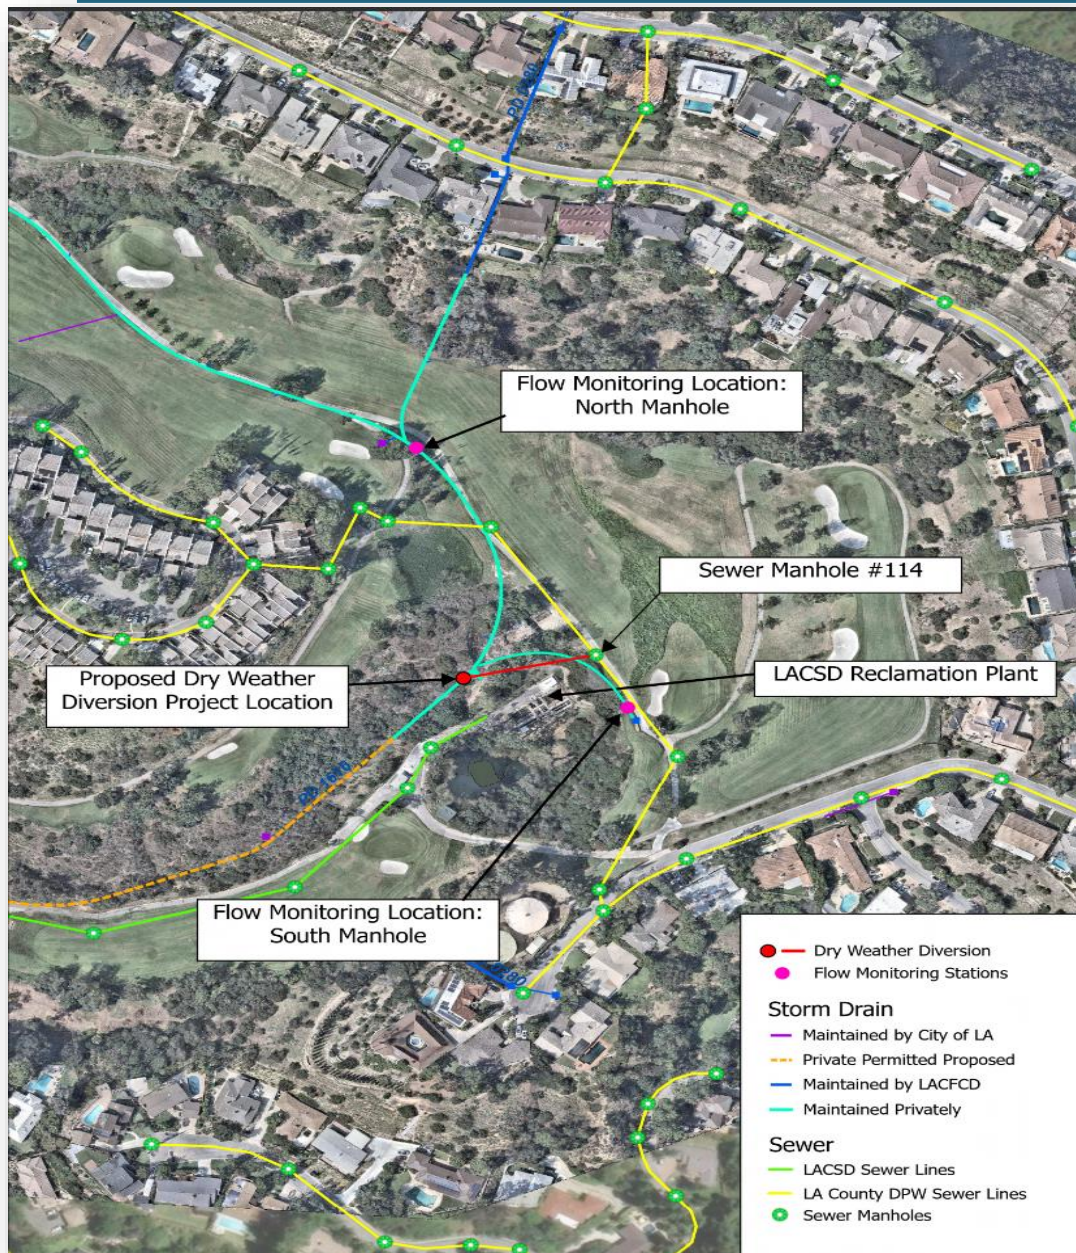 Flow Monitoring Location:
North Manhole
Sewer Manhole #114
LACSD Reclamation Plant
Proposed Dry Weather
Diversion Project Location
Flow Monitoring Location:
South Manhole
Dry Weather Diversion
Flow Monitoring Stations
Storm Drain
Maintained by City of LA
Private Permitted Proposed
Maintained by LACFCD
Maintained Privately
Sewer
LACSD Sewer Lines
LA County DPW Sewer Lines
Sewer Manholes